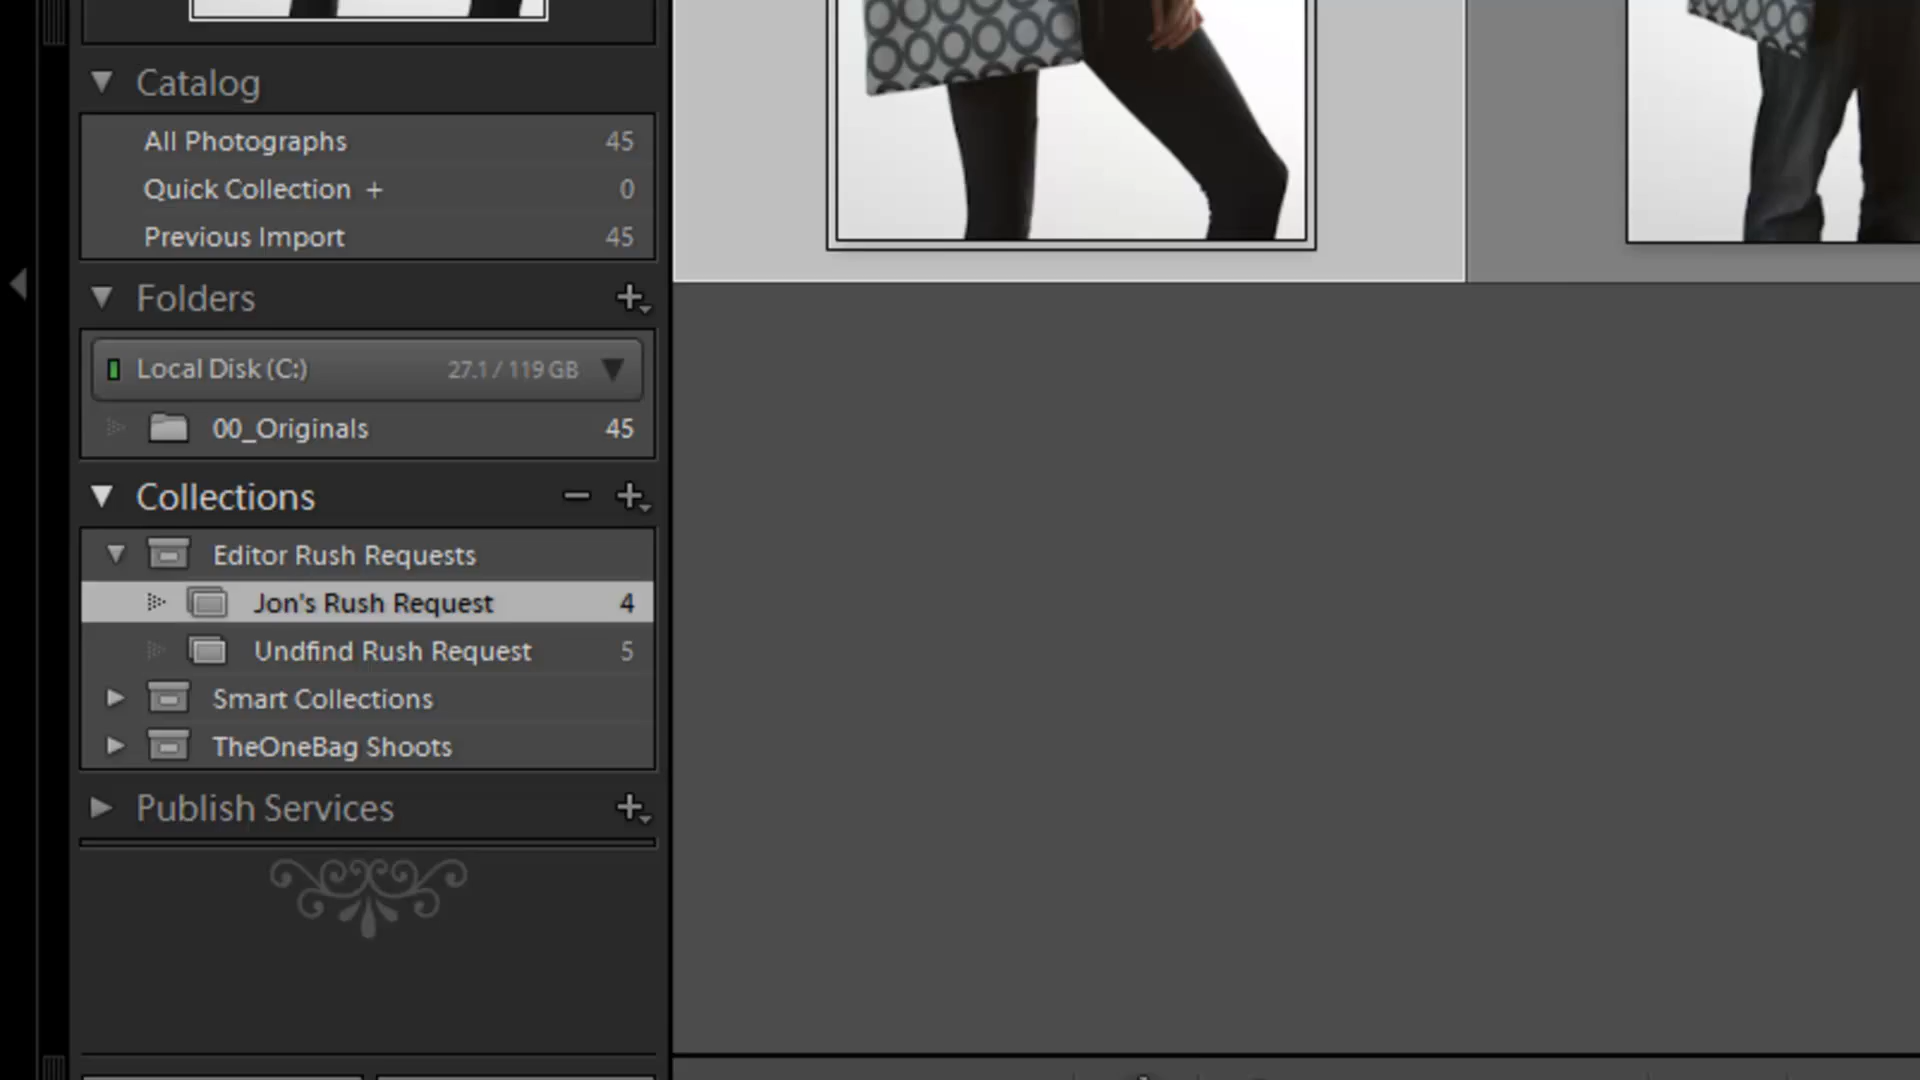 Catalog
All Photographs 45
Quick Collection + 0
Previous Import 45
Folders
Local Disk (C:) 27.1 / 119 GB
00_Originals 45
Collections
Editor Rush Requests
Jon's Rush Request 4
Undfind Rush Request 5
Smart Collections
TheOneBag Shoots
Publish Services